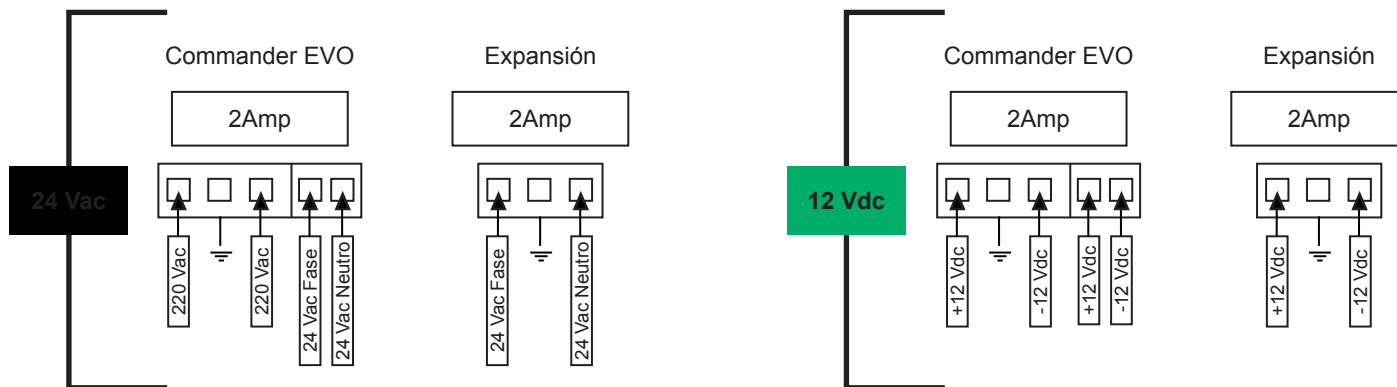 Commander EVO
Expansión
2Amp
2Amp
24 Vac
220 Vac
220 Vac
24 Vac Fase
24 Vac Neutro
24 Vac Fase
24 Vac Neutro
Commander EVO
Expansión
2Amp
2Amp
12 Vdc
+12 Vdc
-12 Vdc
+12 Vdc
-12 Vdc
+12 Vdc
-12 Vdc